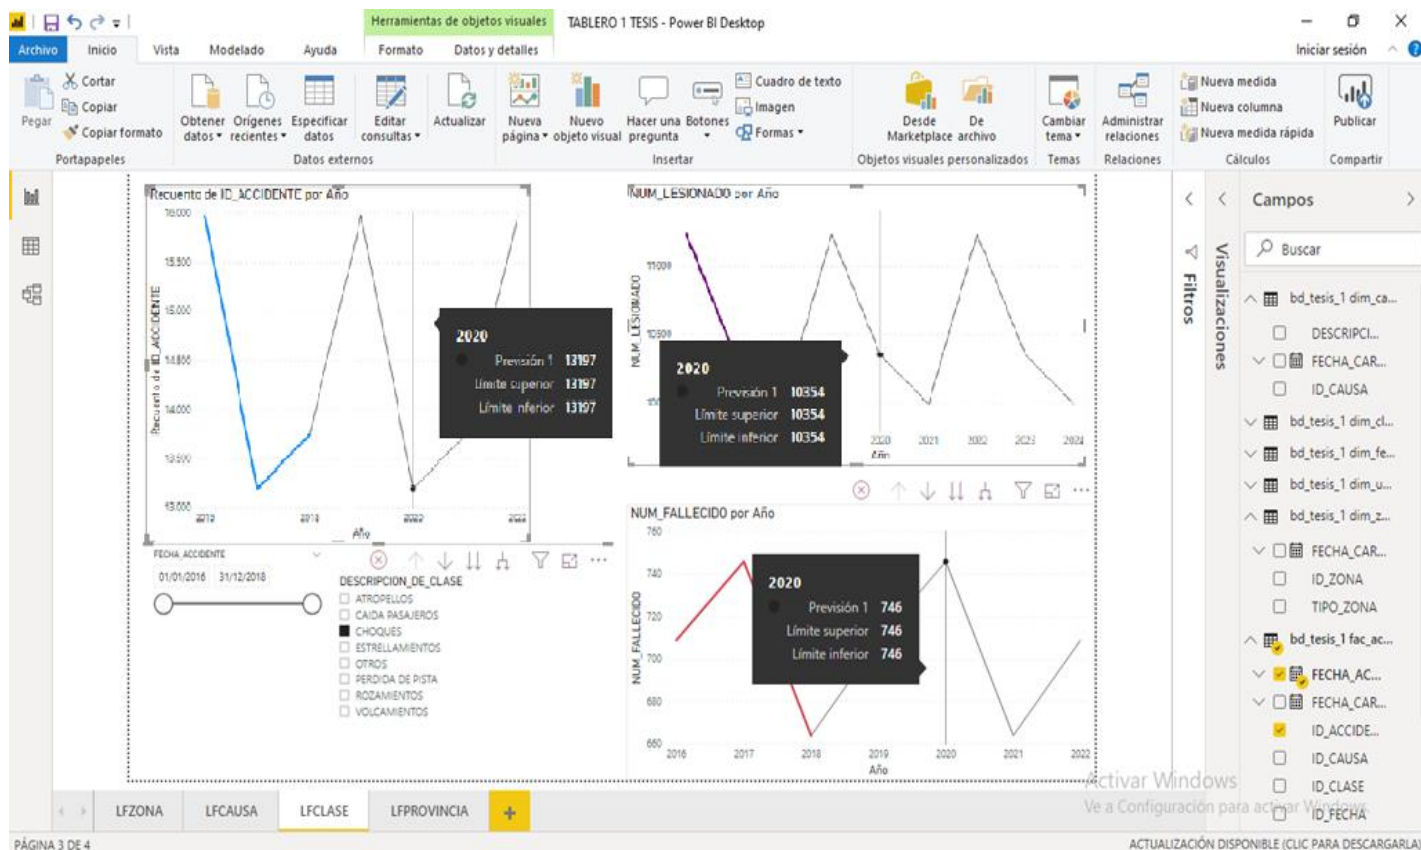 Herramientas de objetos visuales
TABLERO 1 TESIS - Power BI Desktop
Archivo Inicio Vista Modelado Ayuda Formato Datos y detalles Iniciar sesión
Pegar
Cortar
Copiar
Copiar formato
Portapapeles
Obtener datos
Orígenes recientes
Especificar datos
Editar consultas
Actualizar
Datos externos
Nueva página
Nuevo objeto visual
Hacer una pregunta
Botones
Cuadro de texto
Imagen
Formas
Insertar
Desde Marketplace
De archivo
Objetos visuales personalizados
Cambiar tema
Temas
Administrar relaciones
Relaciones
Nueva medida
Nueva columna
Nueva medida rápida
Cálculos
Publicar
Compartir
Recuento de ID_ACCIDENTE por Año
Recuento de ID_ACCIDENTE
16.000
15.500
15.000
14.500
14.000
13.500
13.000
Año
2020
Previsión 1 13197
Límite superior 13197
Límite inferior 13197
NUM_LESIONADO por Año
NUM_LESIONADO
11000
10500
2020 2021 2022 2023 2024
Año
2020
Previsión 1 10354
Límite superior 10354
Límite inferior 10354
FECHA_ACCIDENTE
01/01/2016 31/12/2018
DESCRIPCION_DE_CLASE
ATROPELLOS
CAIDA PASAJEROS
CHOQUES
ESTRELLAMIENTOS
OTROS
PERDIDA DE PISTA
ROZAMIENTOS
VOLCAMIENTOS
NUM_FALLECIDO por Año
NUM_FALLECIDO
760
740
720
700
680
660
2016 2017 2018 2019 2020 2021 2022
Año
2020
Previsión 1 746
Límite superior 746
Límite inferior 746
Filtros
Visualizaciones
Campos
Buscar
bd_tesis_1 dim_ca...
DESCRIPCI...
FECHA_CAR...
ID_CAUSA
bd_tesis_1 dim_cl...
bd_tesis_1 dim_fe...
bd_tesis_1 dim_u...
bd_tesis_1 dim_z...
FECHA_CAR...
ID_ZONA
TIPO_ZONA
bd_tesis_1 fac_ac...
FECHA_AC...
FECHA_CAR...
ID_ACCIDE...
ID_CAUSA
ID_CLASE
ID_FECHA
Activar Windows
Ve a Configuración para activar Windows.
LFZONA LFCAUSA LFCLASE LFPROVINCIA +
PÁGINA 3 DE 4
ACTUALIZACIÓN DISPONIBLE (CLIC PARA DESCARGARLA)